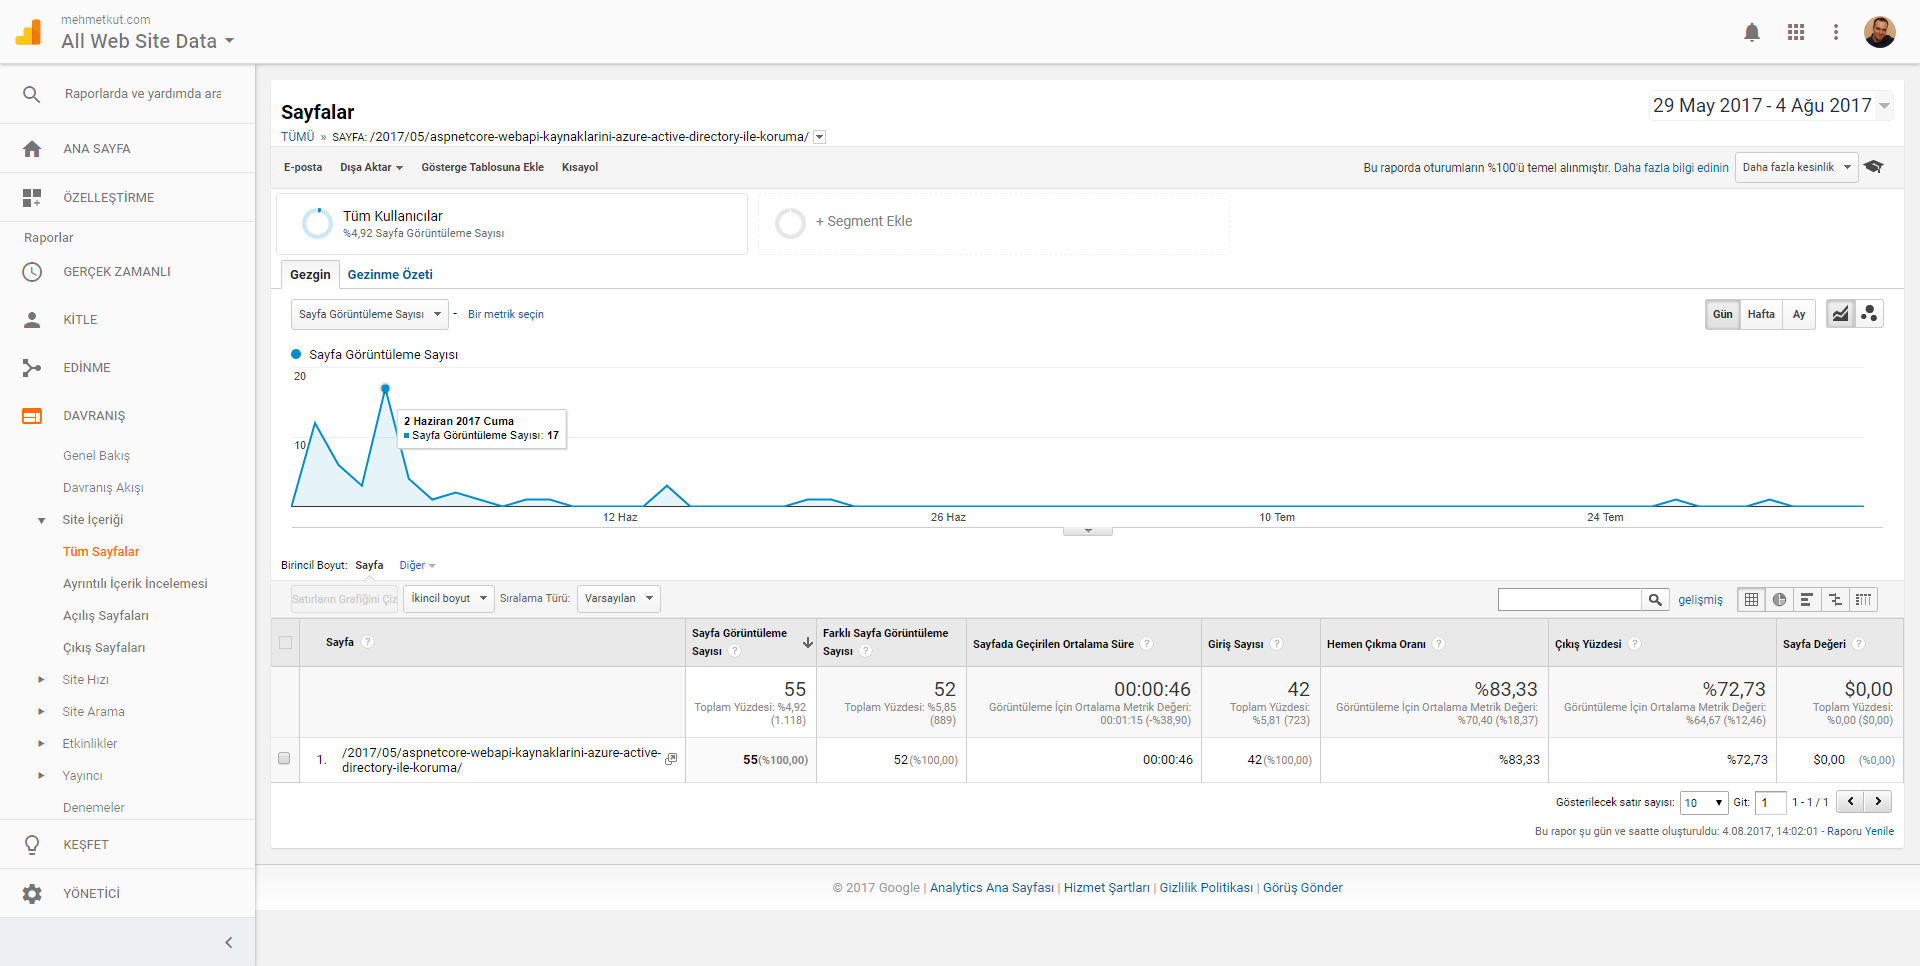 mehmetkut.com
All Web Site Data
Raporlarda ve yardımda ara
ANA SAYFA
ÖZELLEŞTİRME
Raporlar
GERÇEK ZAMANLI
KİTLE
EDİNME
DAVRANIŞ
Genel Bakış
Davranış Akışı
Site İçeriği
Tüm Sayfalar
Ayrıntılı İçerik İncelemesi
Açılış Sayfaları
Çıkış Sayfaları
Site Hızı
Site Arama
Etkinlikler
Yayıncı
Denemeler
KEŞFET
YÖNETİCİ
Sayfalar
29 May 2017 - 4 Ağu 2017
TÜMÜ » SAYFA: /2017/05/aspnetcore-webapi-kaynaklarini-azure-active-directory-ile-koruma/
E-posta Dışa Aktar Gösterge Tablosuna Ekle Kısayol
Bu raporda oturumların %100'ü temel alınmıştır. Daha fazla bilgi edinin Daha fazla kesinlik
Tüm Kullanıcılar
%4,92 Sayfa Görüntüleme Sayısı
+ Segment Ekle
Gezgin Gezinme Özeti
Sayfa Görüntüleme Sayısı - Bir metrik seçin
Gün Hafta Ay
Sayfa Görüntüleme Sayısı
20
10
2 Haziran 2017 Cuma
Sayfa Görüntüleme Sayısı: 17
12 Haz 26 Haz 10 Tem 24 Tem
Birincil Boyut: Sayfa Diğer
Satırların Grafiğini Çiz İkincil boyut Sıralama Türü: Varsayılan
gelişmiş
Sayfa ?
Sayfa Görüntüleme
Sayısı ?
Farklı Sayfa Görüntüleme
Sayısı ?
Sayfada Geçirilen Ortalama Süre ?
Giriş Sayısı ?
Hemen Çıkma Oranı ?
Çıkış Yüzdesi ?
Sayfa Değeri ?
55
Toplam Yüzdesi: %4,92
(1.118)
52
Toplam Yüzdesi: %5,85
(889)
00:00:46
Görüntüleme İçin Ortalama Metrik Değeri:
00:01:15 (-%38,90)
42
Toplam Yüzdesi:
%5,81 (723)
%83,33
Görüntüleme İçin Ortalama Metrik Değeri:
%70,40 (%18,37)
%72,73
Görüntüleme İçin Ortalama Metrik Değeri:
%64,67 (%12,46)
$0,00
Toplam Yüzdesi:
%0,00 ($0,00)
1. /2017/05/aspnetcore-webapi-kaynaklarini-azure-active-
directory-ile-koruma/
55(%100,00) 52(%100,00) 00:00:46 42(%100,00) %83,33 %72,73 $0,00 (%0,00)
Gösterilecek satır sayısı: 10 Git: 1 1 - 1 / 1
Bu rapor şu gün ve saatte oluşturuldu: 4.08.2017, 14:02:01 - Raporu Yenile
© 2017 Google | Analytics Ana Sayfası | Hizmet Şartları | Gizlilik Politikası | Görüş Gönder